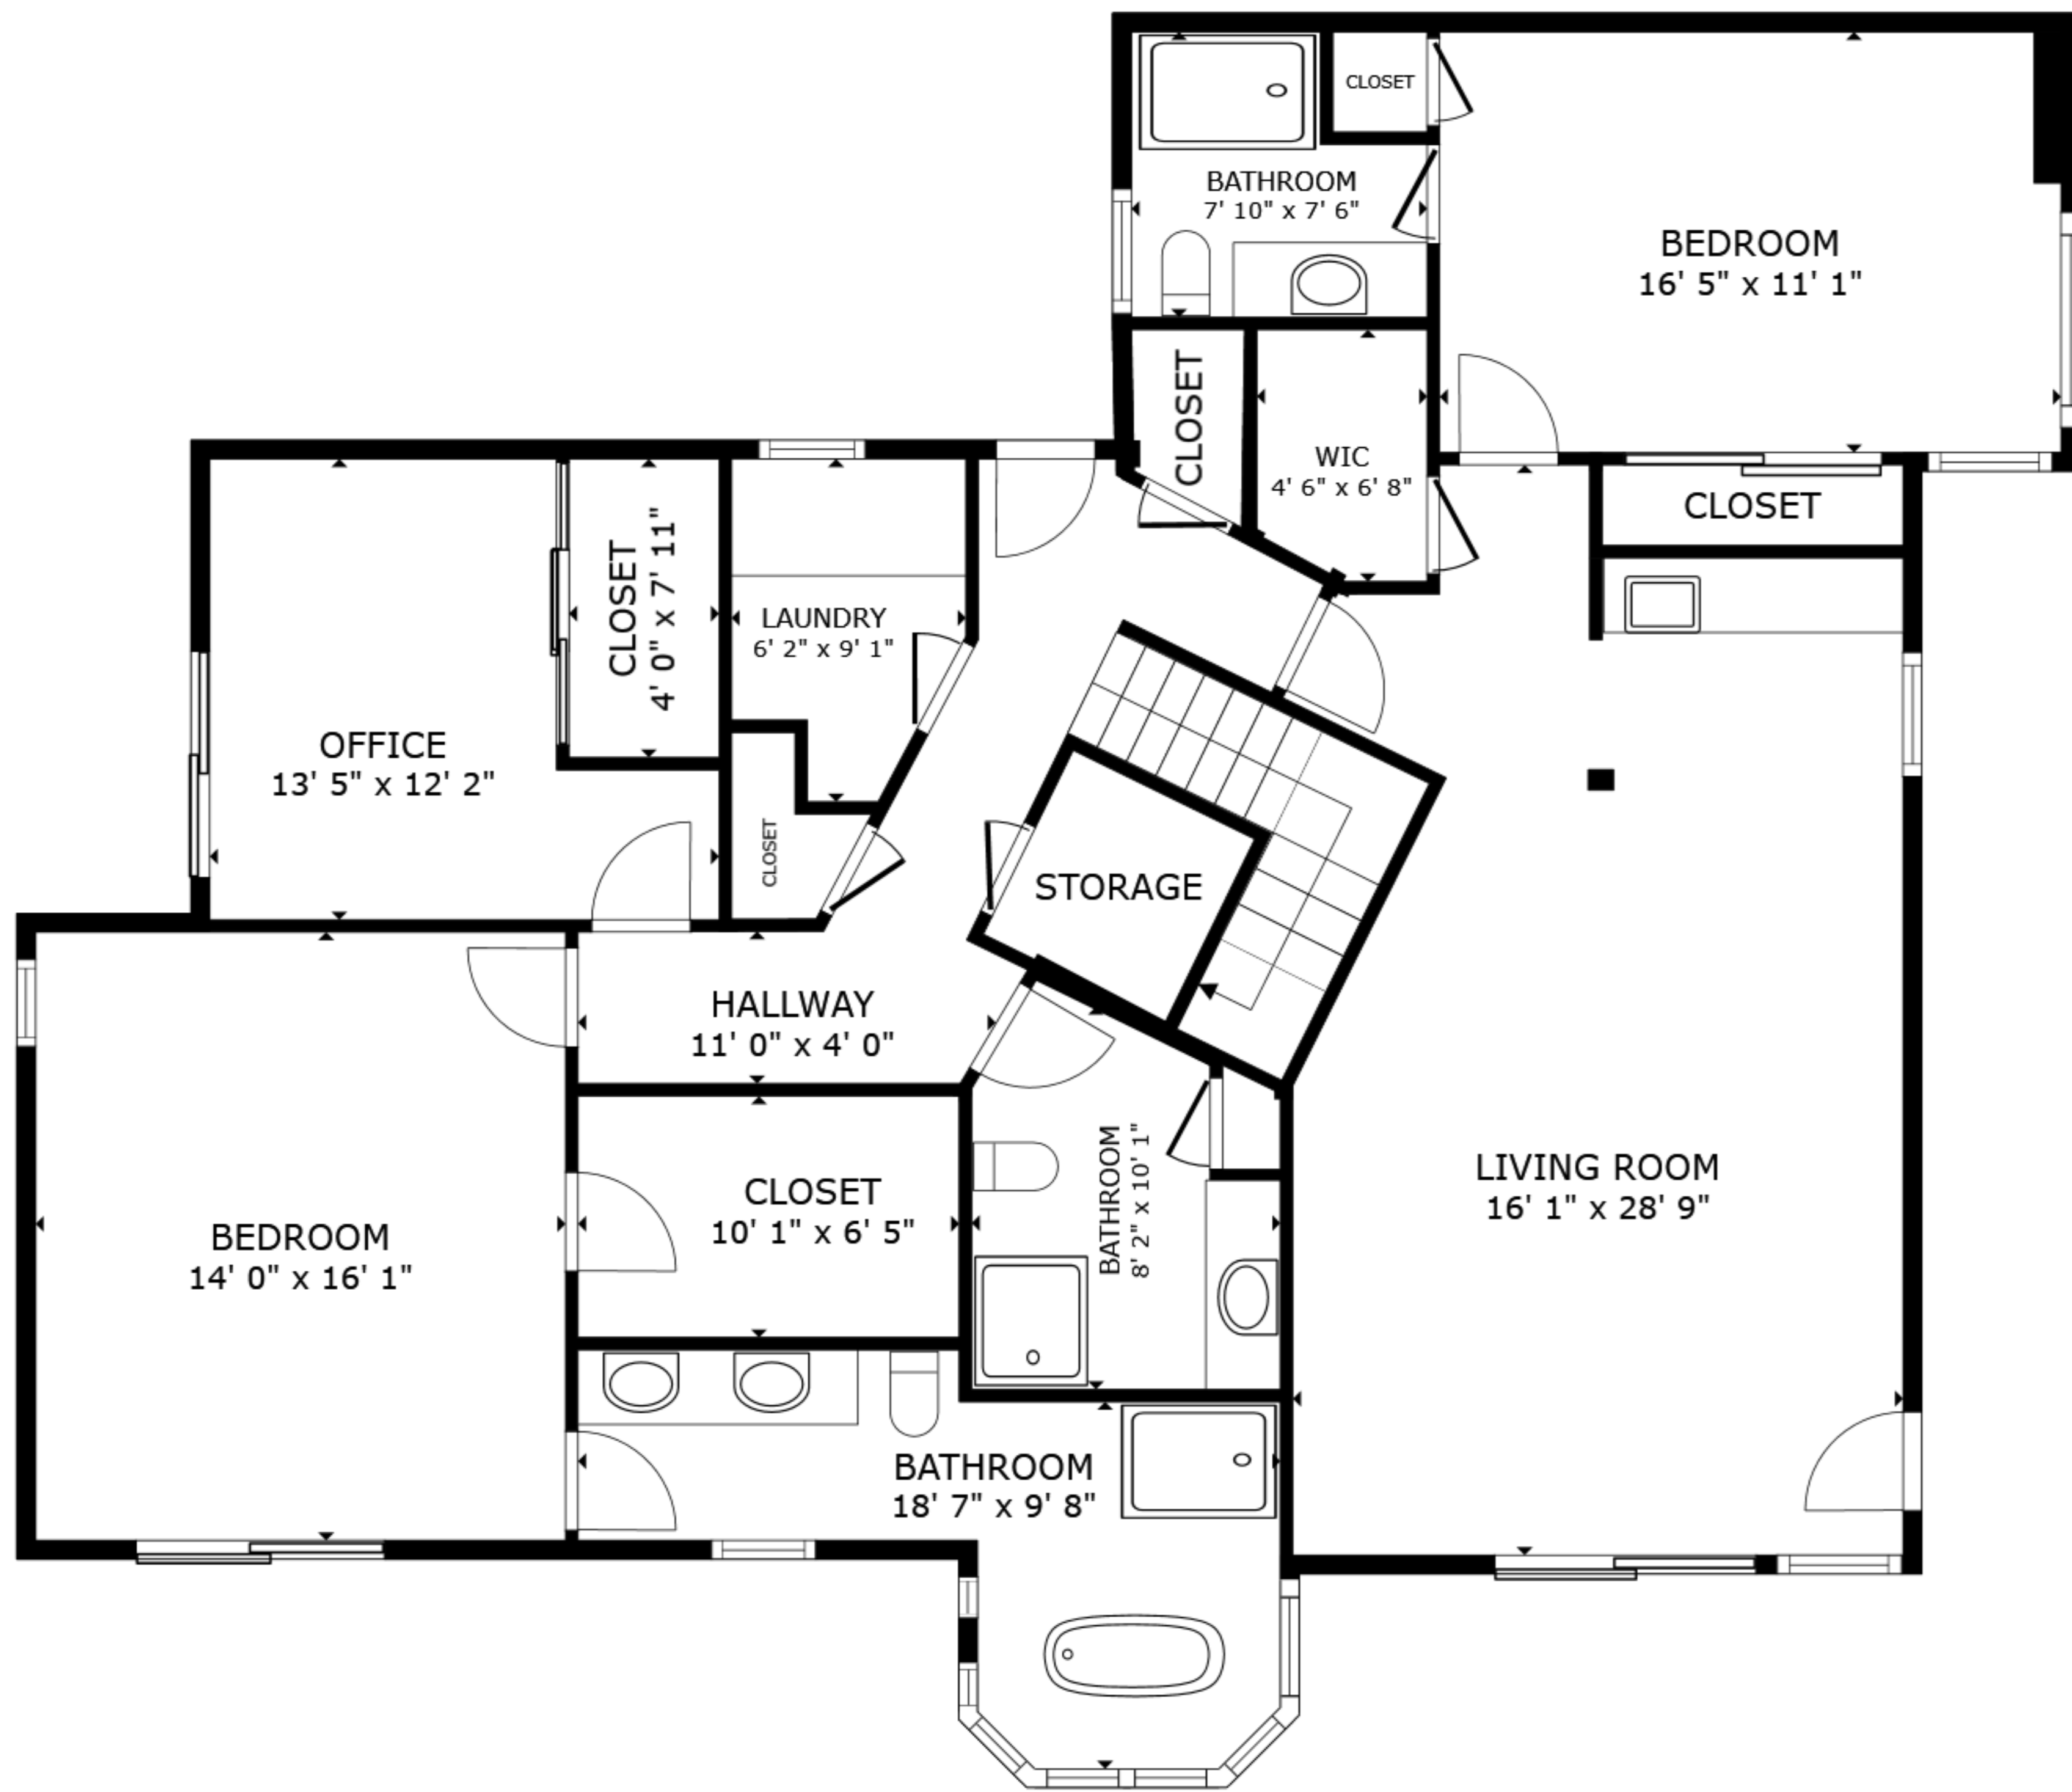 CLOSET
BATHROOM
7' 10" x 7' 6"
BEDROOM
16' 5" x 11' 1"
CLOSET
WIC
4' 6" x 6' 8"
CLOSET
CLOSET
4' 0" x 7' 11"
LAUNDRY
6' 2" x 9' 1"
OFFICE
13' 5" x 12' 2"
CLOSET
STORAGE
HALLWAY
11' 0" x 4' 0"
BATHROOM
8' 2" x 10' 1"
LIVING ROOM
16' 1" x 28' 9"
CLOSET
10' 1" x 6' 5"
BEDROOM
14' 0" x 16' 1"
BATHROOM
18' 7" x 9' 8"